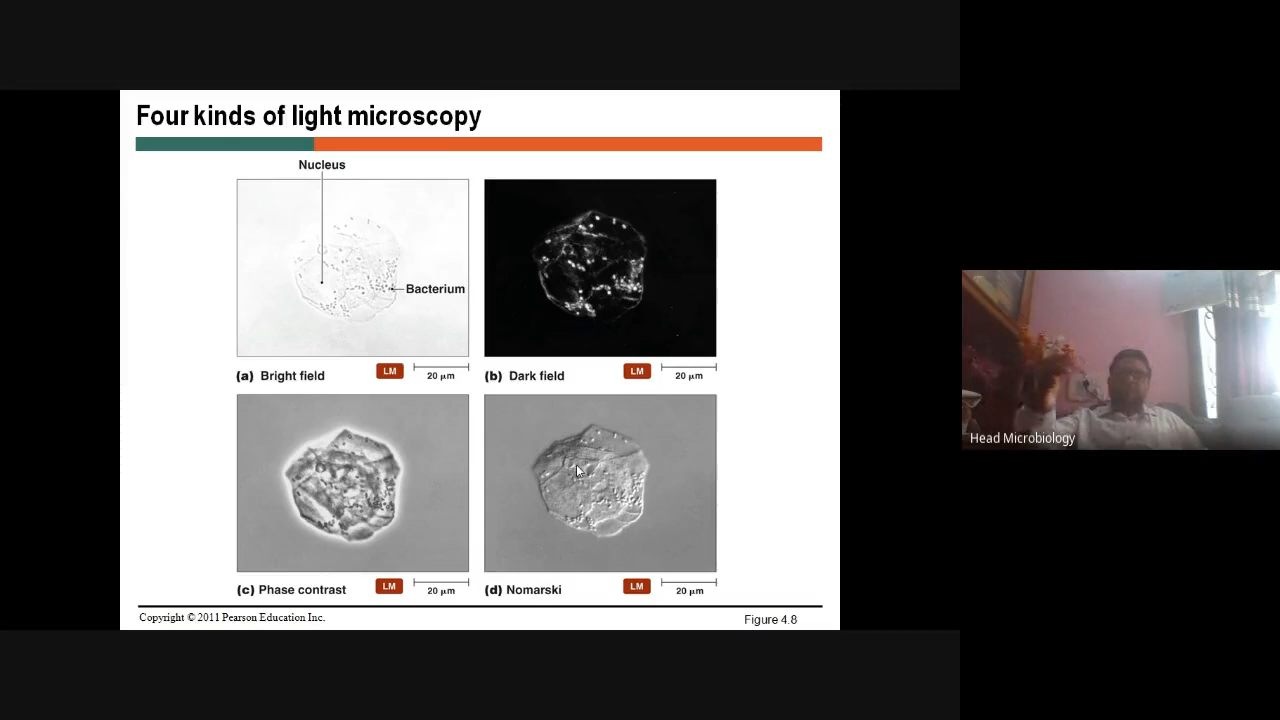 Four kinds of light microscopy
Nucleus
Bacterium
(a) Bright field
LM
20 μm
(b) Dark field
LM
20 μm
(c) Phase contrast
LM
20 μm
(d) Nomarski
LM
20 μm
Copyright © 2011 Pearson Education Inc.
Figure 4.8
Head Microbiology